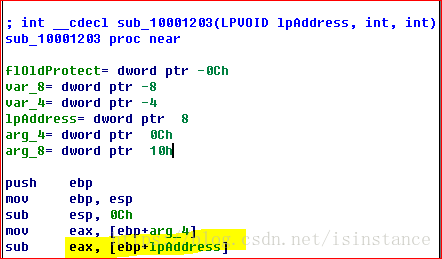 ; int __cdecl sub_10001203(LPVOID lpAddress, int, int)
sub_10001203 proc near
flOldProtect= dword ptr -0Ch
var_8= dword ptr -8
var_4= dword ptr -4
lpAddress= dword ptr  8
arg_4= dword ptr  0Ch
arg_8= dword ptr  10h
push    ebp
mov     ebp, esp
sub     esp, 0Ch
mov     eax, [ebp+arg_4]
sub     eax, [ebp+lpAddress]
blog.csdn.net/isinstance